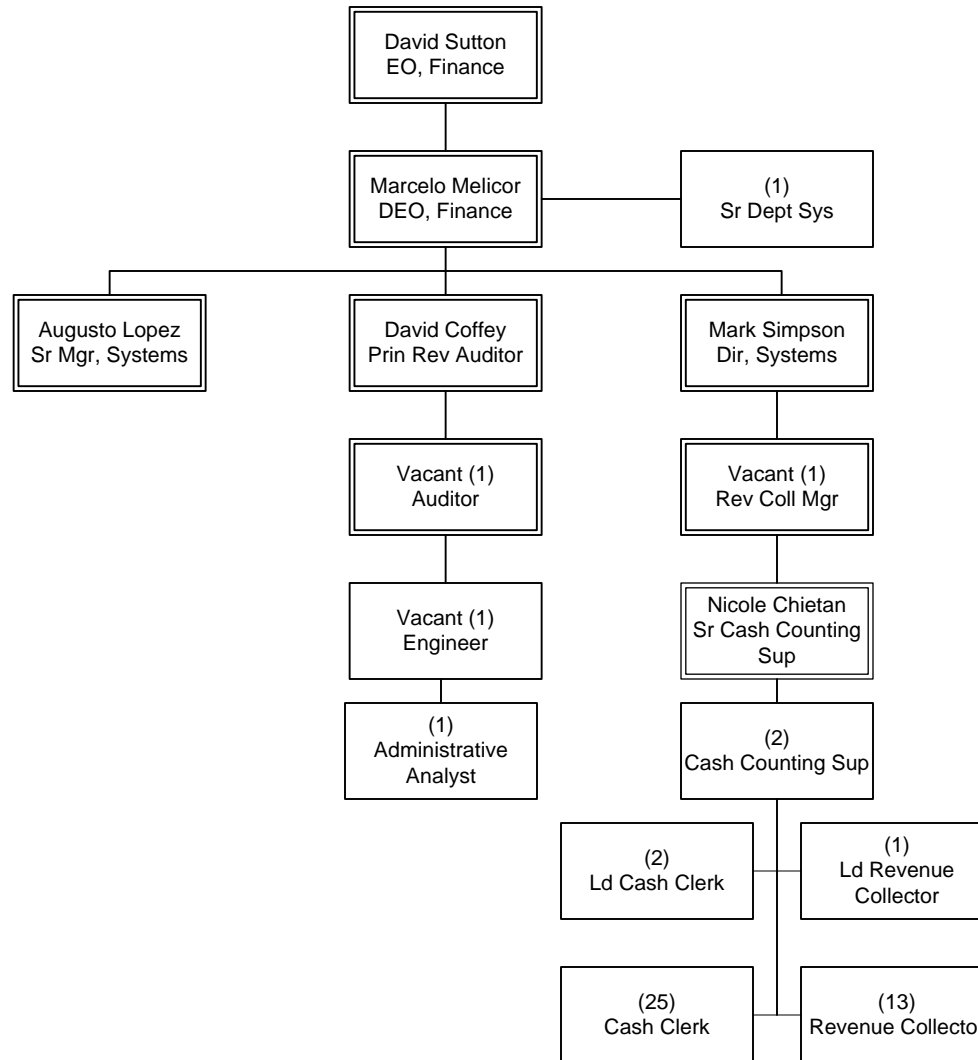 David Sutton
EO, Finance
Marcelo Melicor
DEO, Finance
(1)
Sr Dept Sys
Augusto Lopez
Sr Mgr, Systems
David Coffey
Prin Rev Auditor
Mark Simpson
Dir, Systems
Vacant (1)
Auditor
Vacant (1)
Rev Coll Mgr
Vacant (1)
Engineer
Nicole Chietan
Sr Cash Counting
Sup
(1)
Administrative
Analyst
(2)
Cash Counting Sup
(2)
Ld Cash Clerk
(1)
Ld Revenue
Collector
(25)
Cash Clerk
(13)
Revenue Collecto